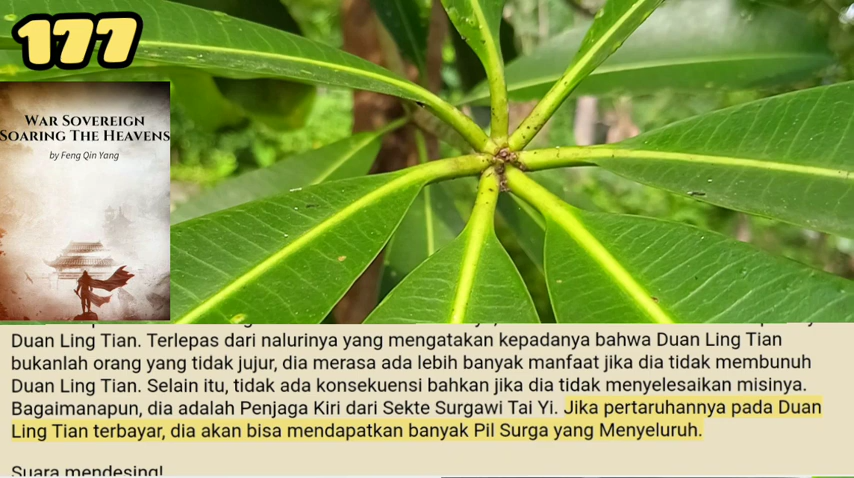 177
WAR SOVEREIGN
SOARING THE HEAVENS
by Feng Qin Yang
Duan Ling Tian. Terlepas dari nalurinya yang mengatakan kepadanya bahwa Duan Ling Tian
bukanlah orang yang tidak jujur, dia merasa ada lebih banyak manfaat jika dia tidak membunuh
Duan Ling Tian. Selain itu, tidak ada konsekuensi bahkan jika dia tidak menyelesaikan misinya.
Bagaimanapun, dia adalah Penjaga Kiri dari Sekte Surgawi Tai Yi. Jika pertaruhannya pada Duan
Ling Tian terbayar, dia akan bisa mendapatkan banyak Pil Surga yang Menyeluruh.
Suara mendesing!